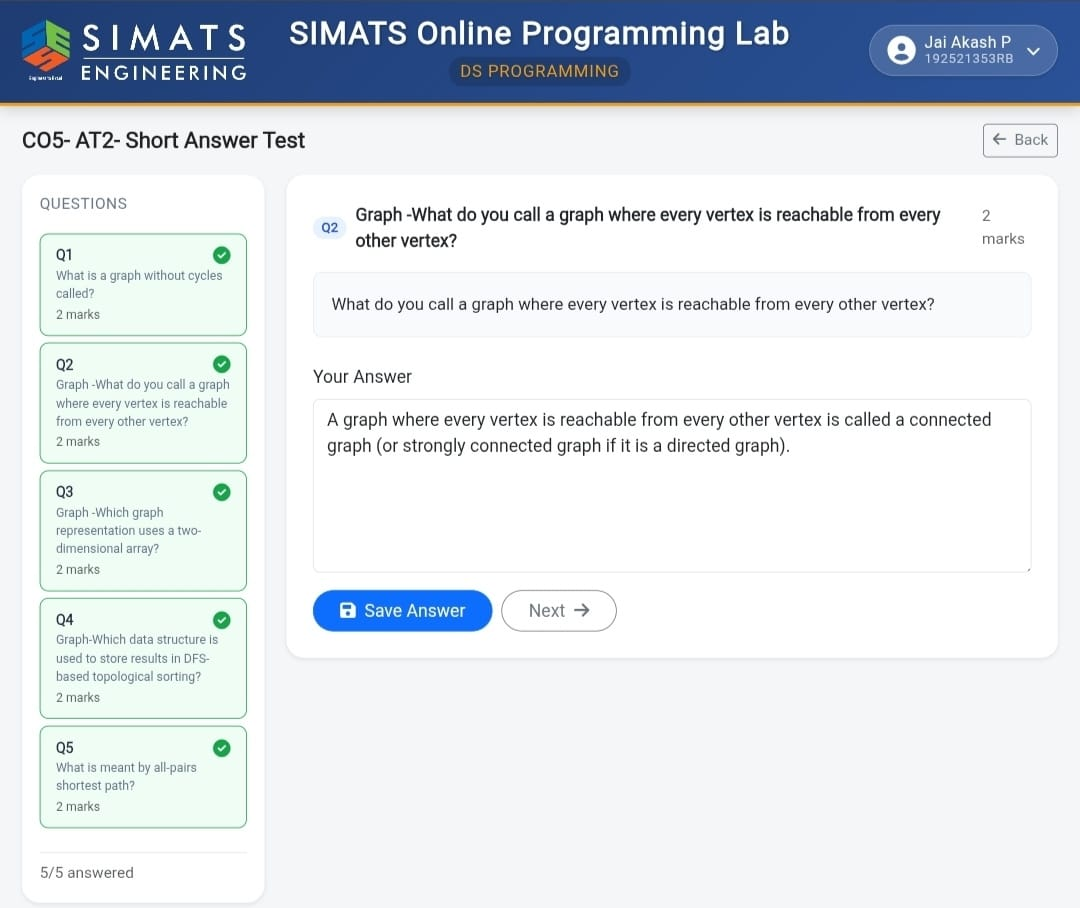 SIMATS
ENGINEERING
SIMATS Online Programming Lab
DS PROGRAMMING
Jai Akash P
192521353RB
CO5- AT2- Short Answer Test
Back
QUESTIONS
Q1
What is a graph without cycles
called?
2 marks
Q2
Graph -What do you call a graph
where every vertex is reachable
from every other vertex?
2 marks
Q3
Graph -Which graph
representation uses a two-
dimensional array?
2 marks
Q4
Graph-Which data structure is
used to store results in DFS-
based topological sorting?
2 marks
Q5
What is meant by all-pairs
shortest path?
2 marks
5/5 answered
Q2
Graph -What do you call a graph where every vertex is reachable from every
other vertex?
2
marks
What do you call a graph where every vertex is reachable from every other vertex?
Your Answer
A graph where every vertex is reachable from every other vertex is called a connected
graph (or strongly connected graph if it is a directed graph).
Save Answer
Next